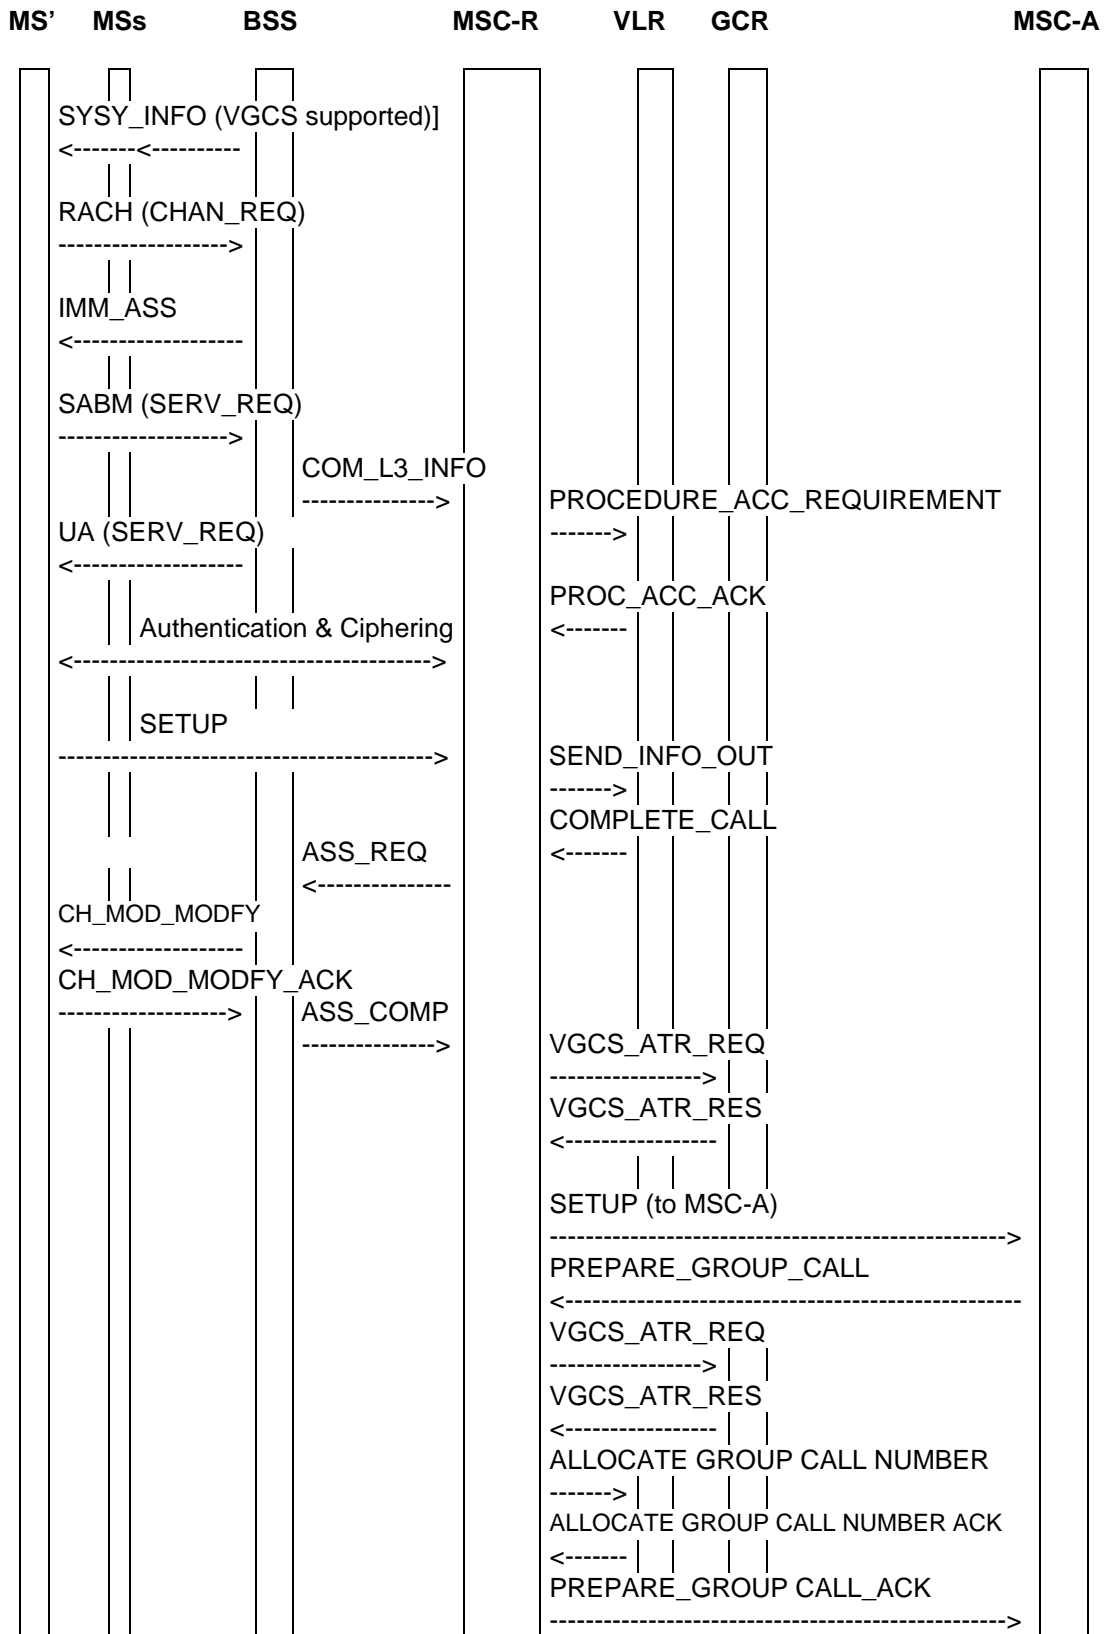 MS’ MSs BSS MSC-R VLR GCR MSC-A
SYSY_INFO (VGCS supported)]
<-------<----------
RACH (CHAN_REQ)
------------------->
IMM_ASS
<-------------------
SABM (SERV_REQ)
------------------->
COM_L3_INFO
---------------> PROCEDURE_ACC_REQUIREMENT
UA (SERV_REQ) ------->
<-------------------
PROC_ACC_ACK
Authentication & Ciphering <-------
<---------------------------------------->
SETUP
------------------------------------------> SEND_INFO_OUT
------->
COMPLETE_CALL
ASS_REQ <-------
<---------------
CH_MOD_MODFY
<-------------------
CH_MOD_MODFY_ACK
-------------------> ASS_COMP
---------------> VGCS_ATR_REQ
----------------->
VGCS_ATR_RES
<-----------------
SETUP (to MSC-A)
--------------------------------------------------->
PREPARE_GROUP_CALL
<---------------------------------------------------
VGCS_ATR_REQ
----------------->
VGCS_ATR_RES
<-----------------
ALLOCATE GROUP CALL NUMBER
------->
ALLOCATE GROUP CALL NUMBER ACK
<-------
PREPARE_GROUP CALL_ACK
--------------------------------------------------->